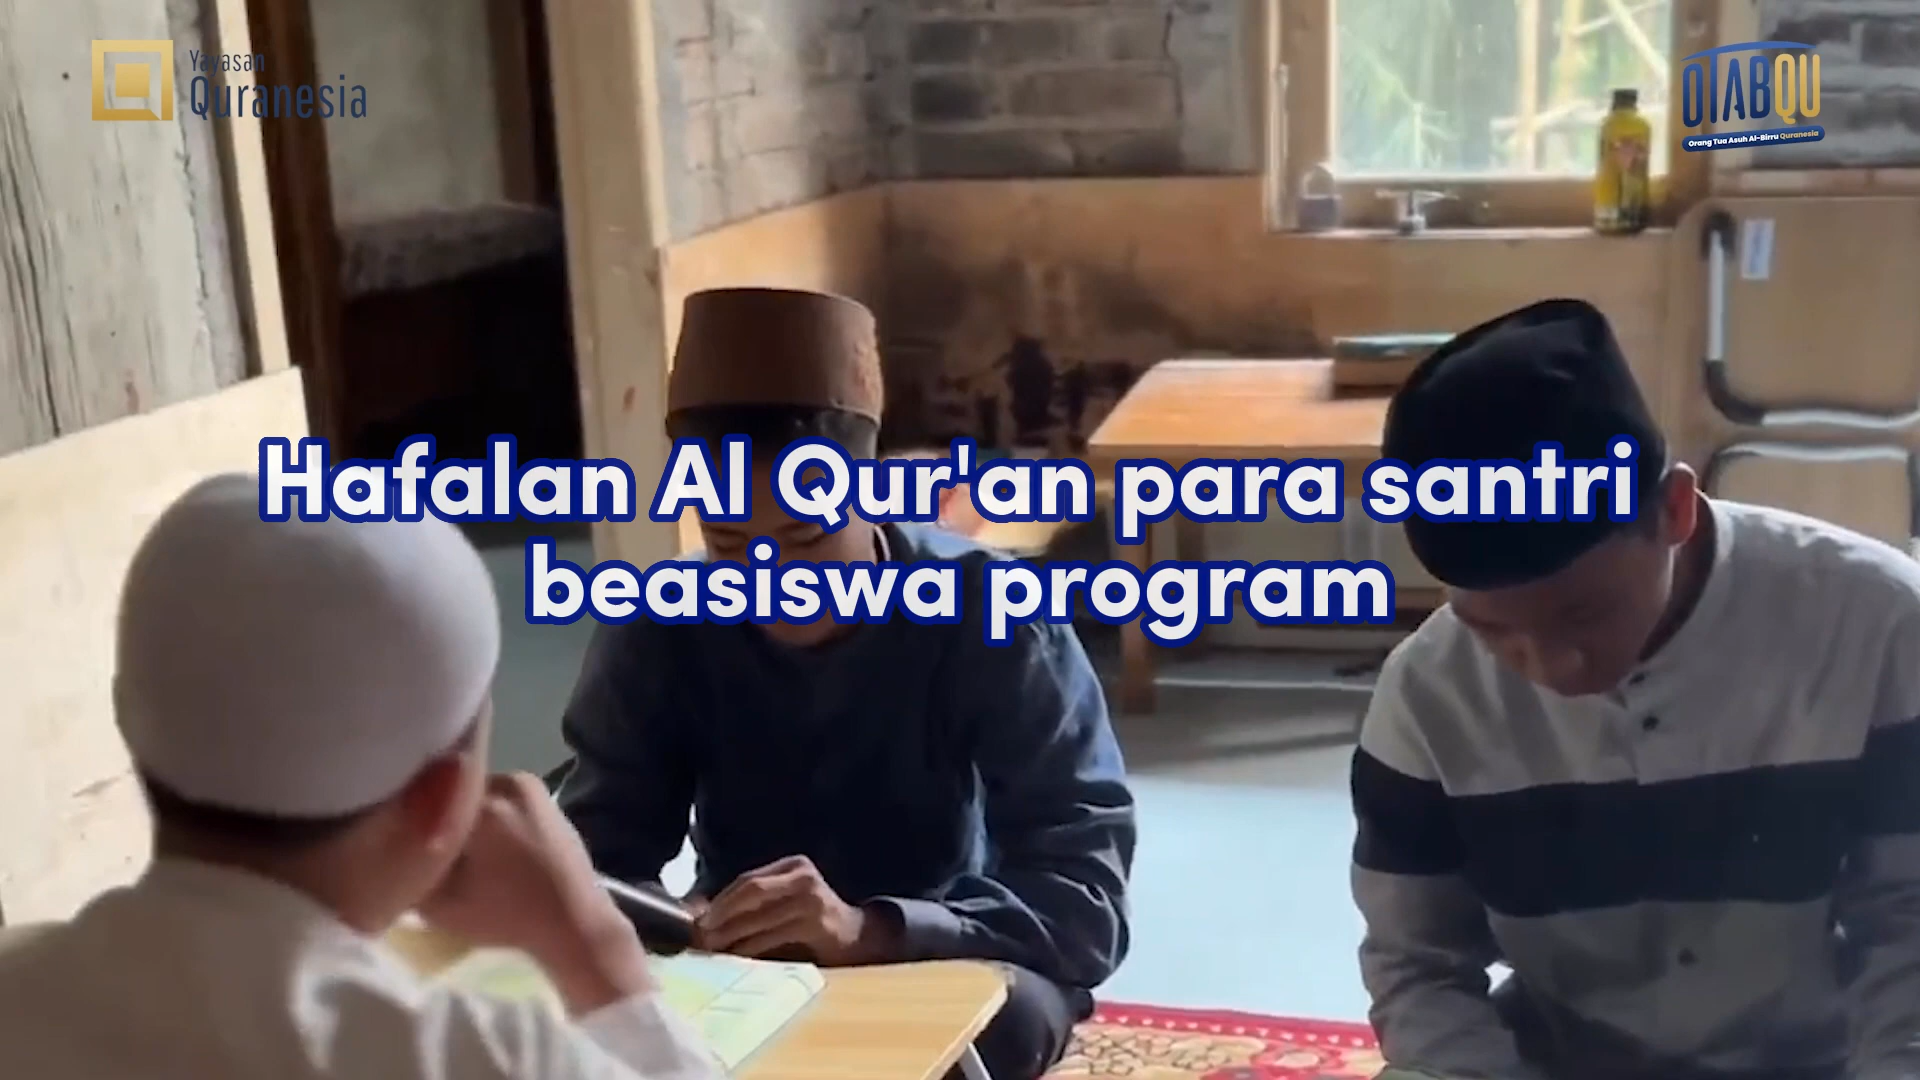 Yayasan
Quranesia
OTABQU
Orang Tua Asuh Al-Birru Quranesia
Hafalan Al Qur'an para santri
beasiswa program